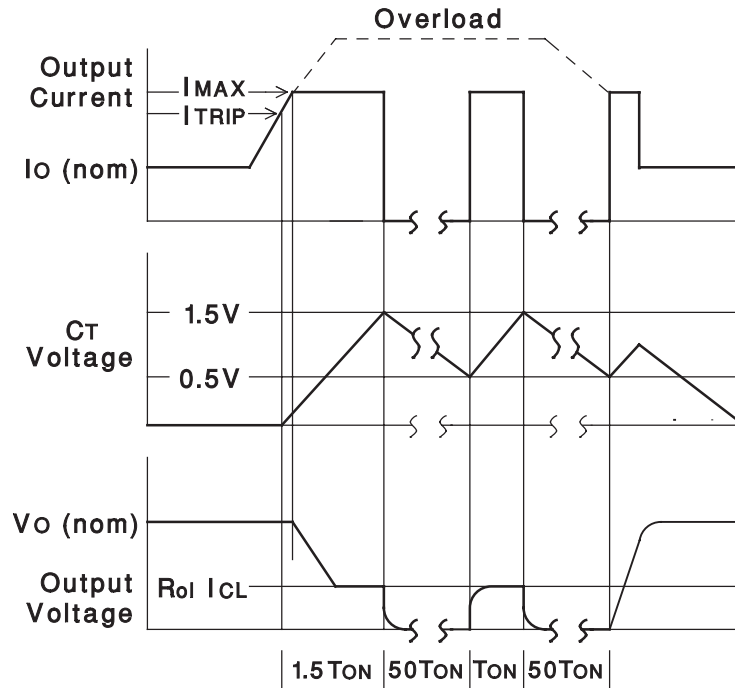 Overload
Output
Current
IMAX
ITRIP
IO (nom)
CT
Voltage
1.5V
0.5V
VO (nom)
Output
Voltage
Rol ICL
1.5 TON
50TON
TON
50TON